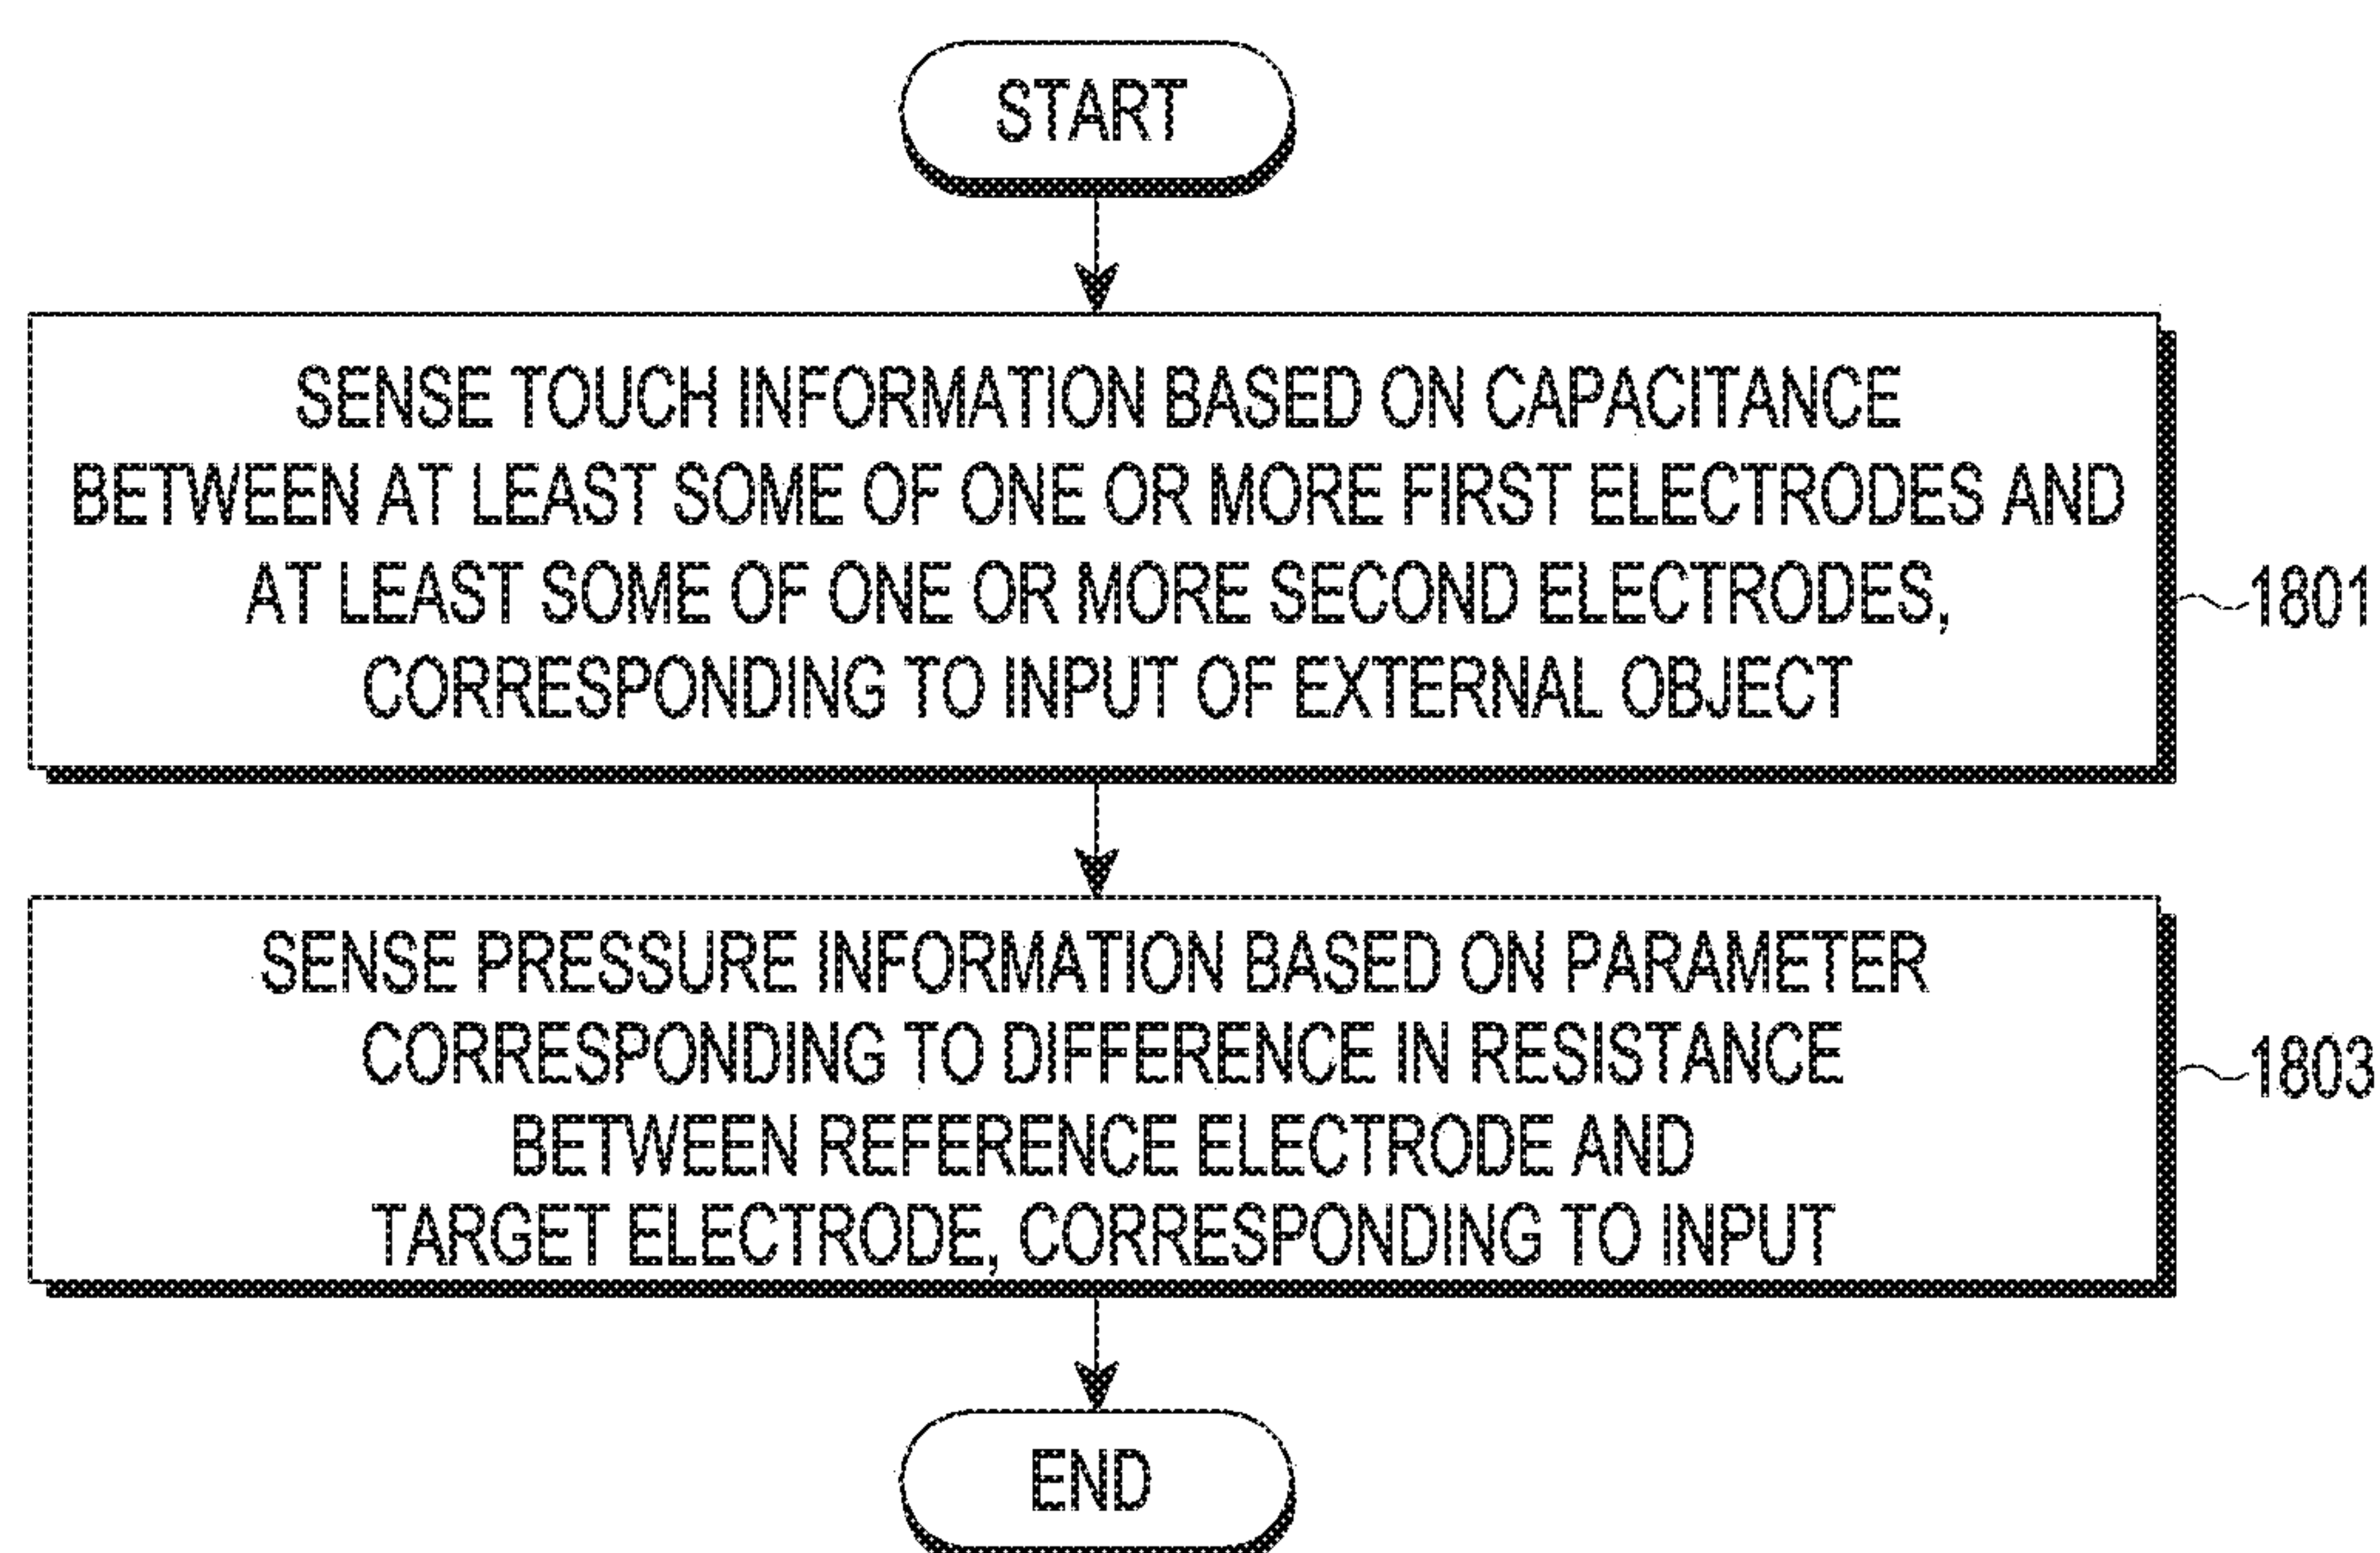 START
SENSE TOUCH INFORMATION BASED ON CAPACITANCE
BETWEEN AT LEAST SOME OF ONE OR MORE FIRST ELECTRODES AND
AT LEAST SOME OF ONE OR MORE SECOND ELECTRODES,
CORRESPONDING TO INPUT OF EXTERNAL OBJECT
1801
SENSE PRESSURE INFORMATION BASED ON PARAMETER
CORRESPONDING TO DIFFERENCE IN RESISTANCE
BETWEEN REFERENCE ELECTRODE AND
TARGET ELECTRODE, CORRESPONDING TO INPUT
1803
END